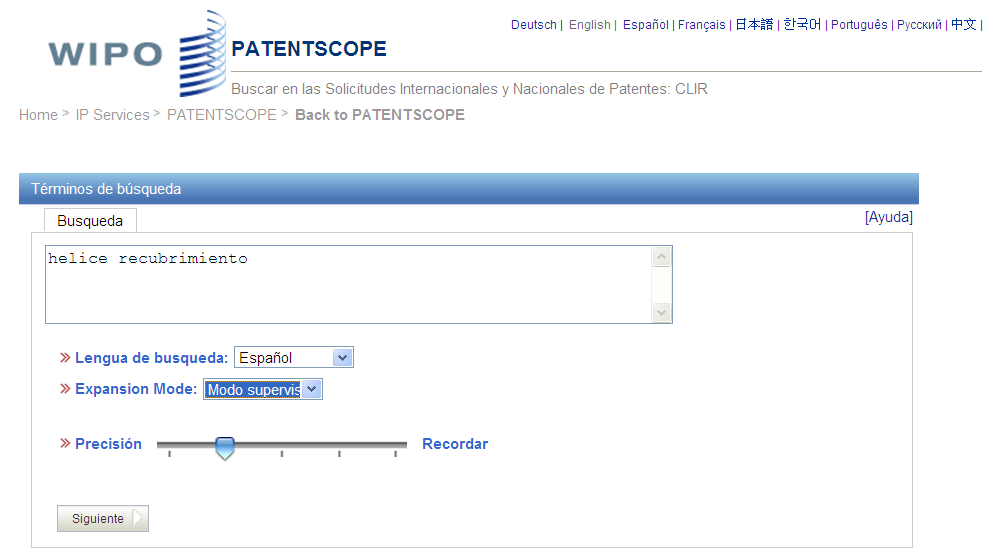 Deutsch | English | Español | Français | 日本語 | 한국어 | Português | Русский | 中文 |
WIPO
PATENTSCOPE
Buscar en las Solicitudes Internacionales y Nacionales de Patentes: CLIR
Home > IP Services > PATENTSCOPE > Back to PATENTSCOPE
Términos de búsqueda
Busqueda
[Ayuda]
helice recubrimiento
Lengua de busqueda: Español
Expansion Mode: Modo supervis
Precisión Recordar
Siguiente